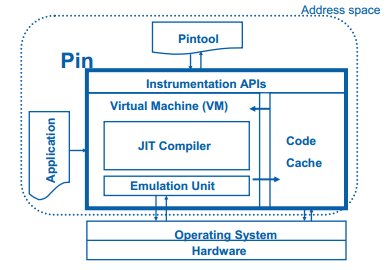 Address space
Pintool
Pin
Instrumentation APIs
Virtual Machine (VM)
Application
JIT Compiler
Code
Cache
Emulation Unit
Operating System
Hardware